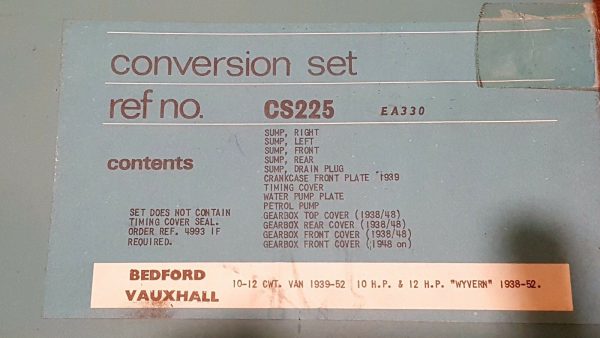 conversion set
ref no. CS225 EA330
contents
SUMP, RIGHT
SUMP, LEFT
SUMP, FRONT
SUMP, REAR
SUMP, DRAIN PLUG
CRANKCASE FRONT PLATE '1939
TIMING COVER
WATER PUMP PLATE
PETROL PUMP
GEARBOX TOP COVER (1938/48)
GEARBOX REAR COVER (1938/48)
GEARBOX FRONT COVER (1938/48)
GEARBOX FRONT COVER (1948 on)
SET DOES NOT CONTAIN
TIMING COVER SEAL.
ORDER REF. 4993 IF
REQUIRED.
BEDFORD
VAUXHALL
10-12 CWT. VAN 1939-52 10 H.P. & 12 H.P. "WYVERN" 1938-52.